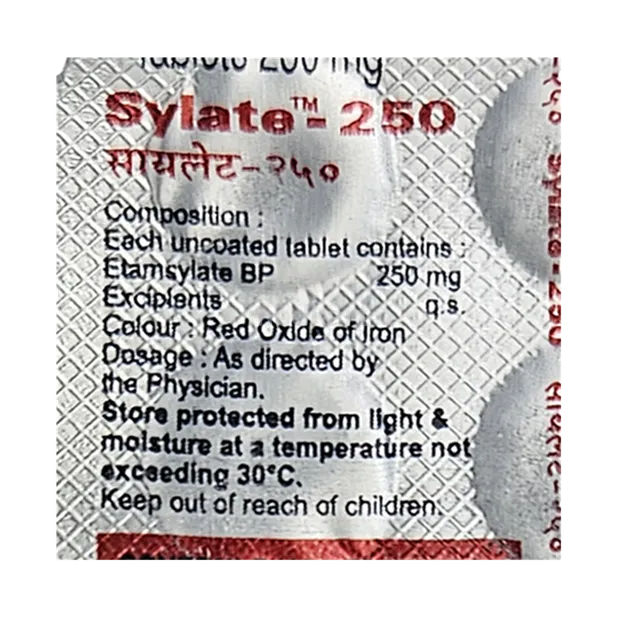 Sylate™- 250
सायलेट-२५०
Composition :
Each uncoated tablet contains :
Etamsylate BP 250 mg
Excipients q.s.
Colour : Red Oxide of Iron
Dosage : As directed by
the Physician.
Store protected from light &
moisture at a temperature not
exceeding 30°C.
Keep out of reach of children.
Sylate-250